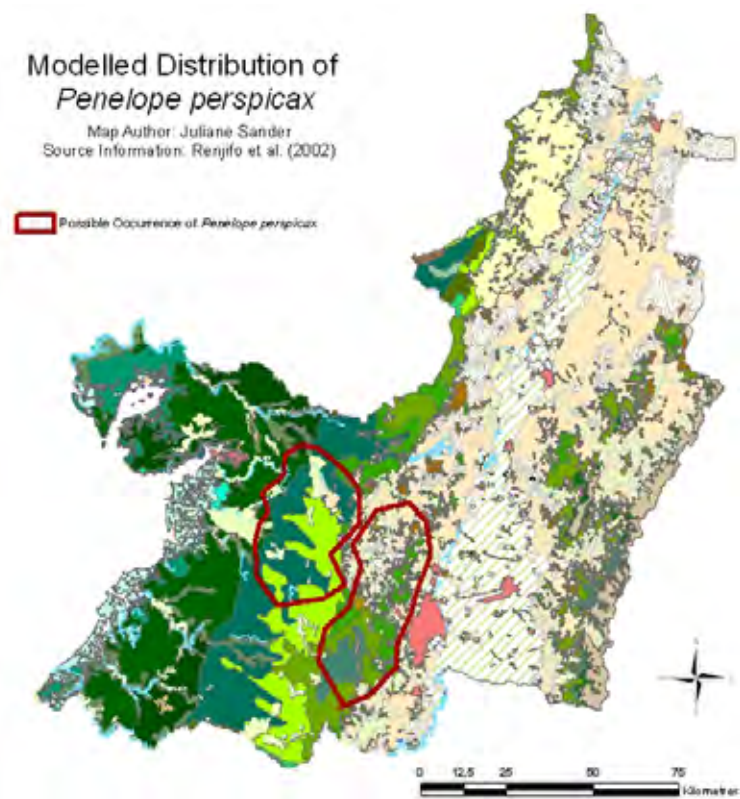 Modelled Distribution of
Penelope perspicax
Map Author: Juliane Sander
Source Information: Renjifo et al. (2002)
Possible Occurrence of Penelope perspicax
0 12,5 25 50 75
Kilometres